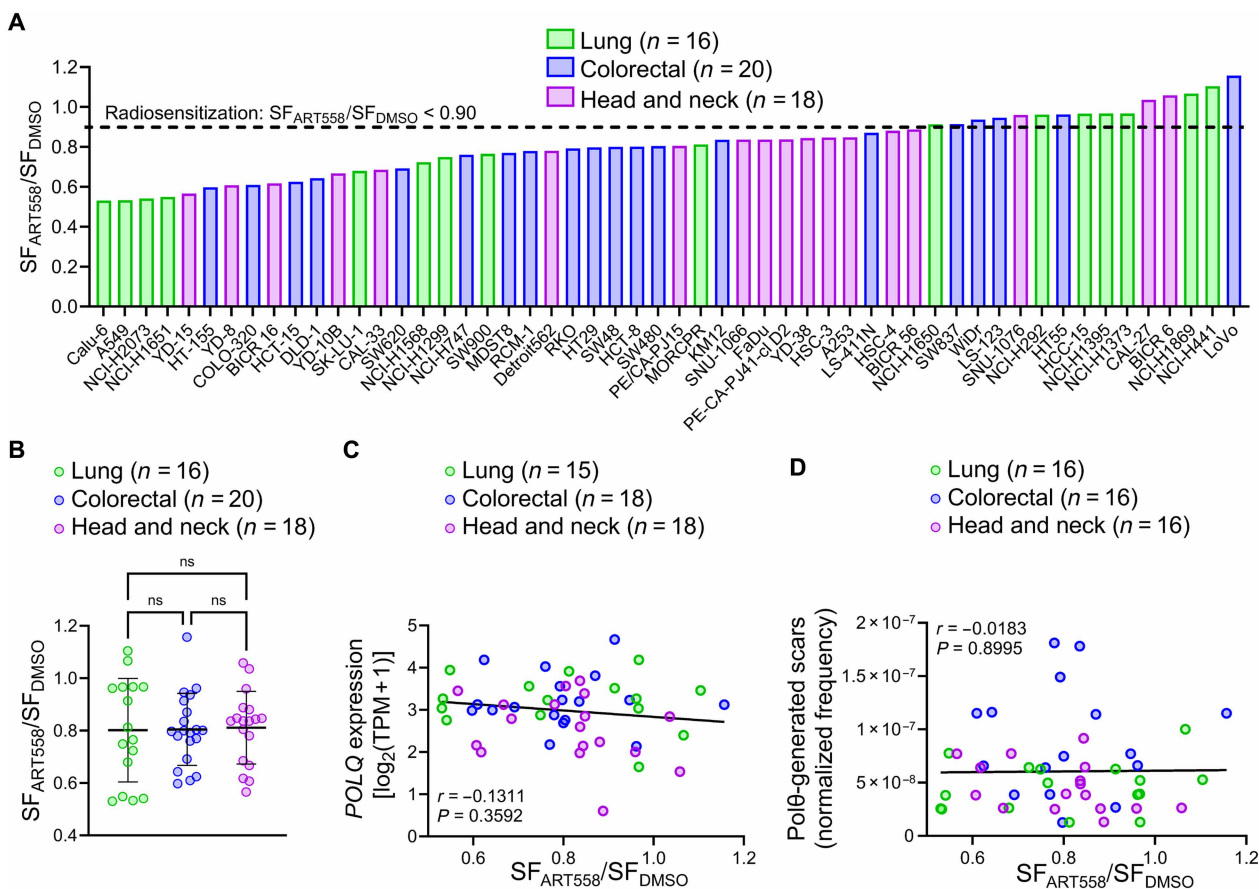 A
Lung (n = 16)
Colorectal (n = 20)
Head and neck (n = 18)
SFART558/SFDMSO
1.2
1.0
0.8
0.6
0.4
0.2
0.0
Radiosensitization: SFART558/SFDMSO < 0.90
Calu-6
A549
NCI-H2073
NCI-H1651
YD-15
HT-155
YD-8
COLO-320
BICR 16
HCT-15
DLD-1
YD-10B
SK-LU-1
CAL-33
SW620
NCI-H1568
NCI-H1299
NCI-H747
SW900
MDST8
RCM-1
Detroit562
RKO
HT29
SW48
HCT-8
SW480
PE/CA-PJ15
MORCPR
KIM12
SNU-1066
FaDu
PE-CA-PJ41-clD2
YD-38
HSC-3
A253
LS-411N
HSC-4
BICR 56
NCI-H1650
SW837
WiDr
LS-123
SNU-1076
NCI-H292
HT55
HCC-15
NCI-H1395
NCI-H1373
CAL-27
BICR 6
NCI-H1869
NCI-H441
LoVo
B
Lung (n = 16)
Colorectal (n = 20)
Head and neck (n = 18)
ns
ns
ns
SFART558/SFDMSO
1.2
1.0
0.8
0.6
0.4
C
Lung (n = 15)
Colorectal (n = 18)
Head and neck (n = 18)
POLQ expression
[log2(TPM + 1)]
5
4
3
2
1
0
r = −0.1311
P = 0.3592
0.6
0.8
1.0
1.2
SFART558/SFDMSO
D
Lung (n = 16)
Colorectal (n = 16)
Head and neck (n = 16)
Polθ-generated scars
(normalized frequency)
2 × 10−7
1.5 × 10−7
1 × 10−7
5 × 10−8
0
r = −0.0183
P = 0.8995
0.6
0.8
1.0
1.2
SFART558/SFDMSO